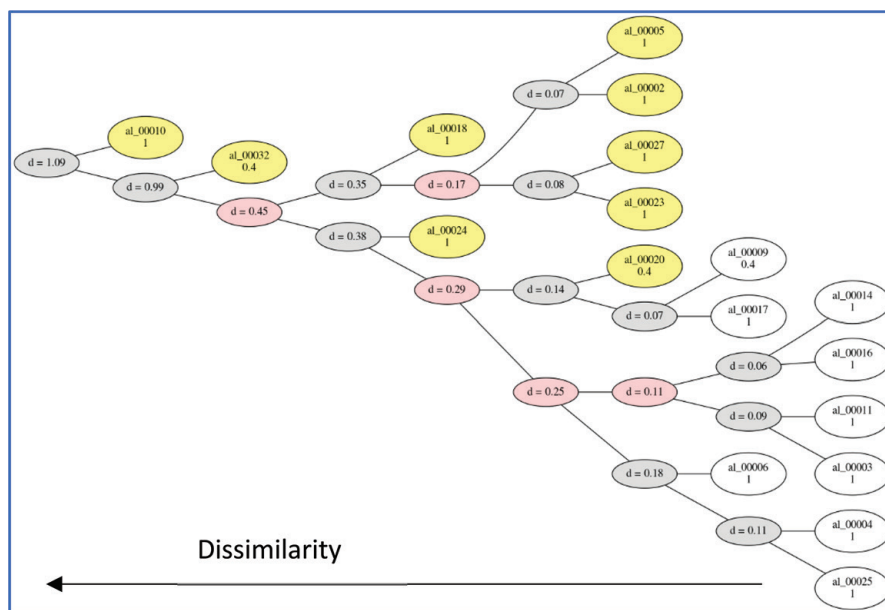 al_00005
1
d = 0.07
al_00002
1
al_00010
1
al_00018
1
al_00027
1
d = 1.09
al_00032
0.4
d = 0.99
d = 0.35
d = 0.17
d = 0.08
d = 0.45
al_00023
1
d = 0.38
al_00024
1
al_00020
0.4
al_00009
0.4
d = 0.29
d = 0.14
d = 0.07
al_00017
1
al_00014
1
d = 0.06
al_00016
1
d = 0.25
d = 0.11
d = 0.09
al_00011
1
d = 0.18
al_00006
1
al_00003
1
d = 0.11
al_00004
1
Dissimilarity
al_00025
1